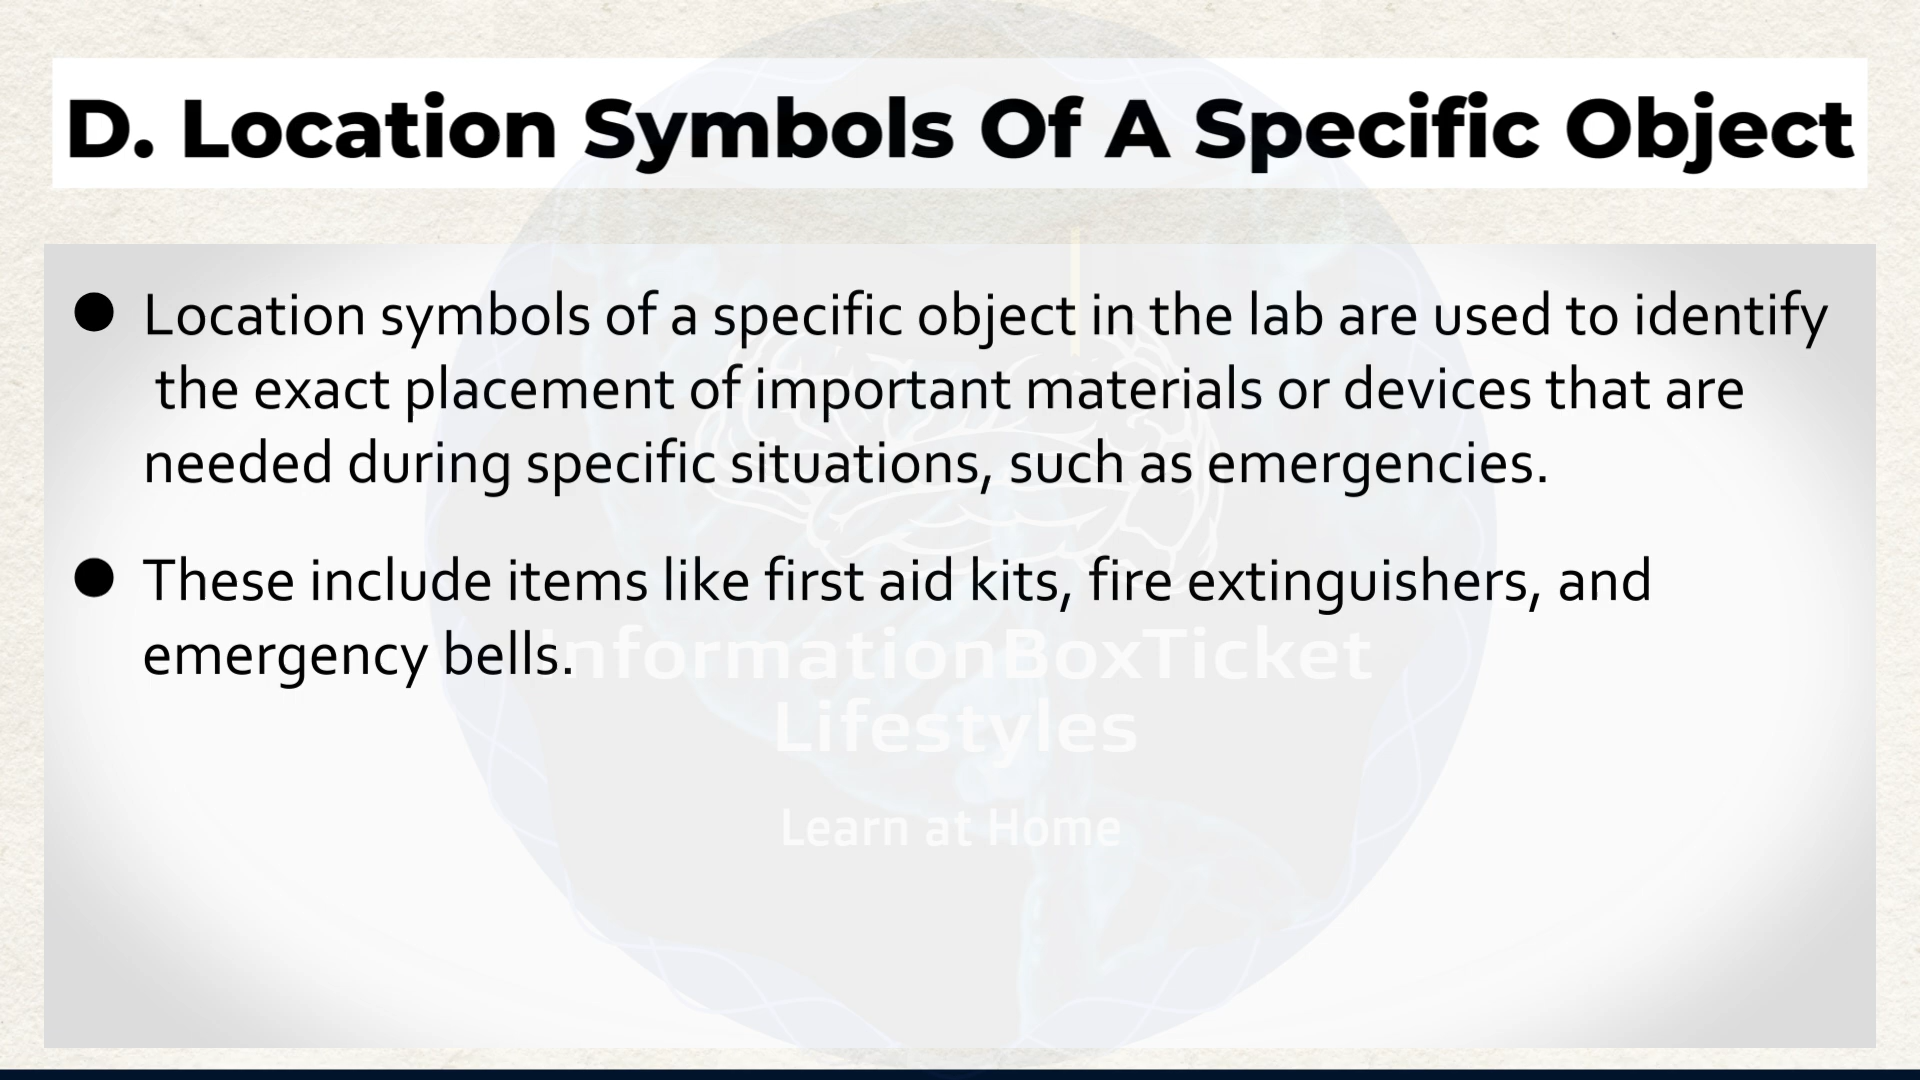 D. Location Symbols Of A Specific Object
● Location symbols of a specific object in the lab are used to identify
the exact placement of important materials or devices that are
needed during specific situations, such as emergencies.
● These include items like first aid kits, fire extinguishers, and
emergency bells.
InformationBoxTicket
Lifestyles
Learn at Home